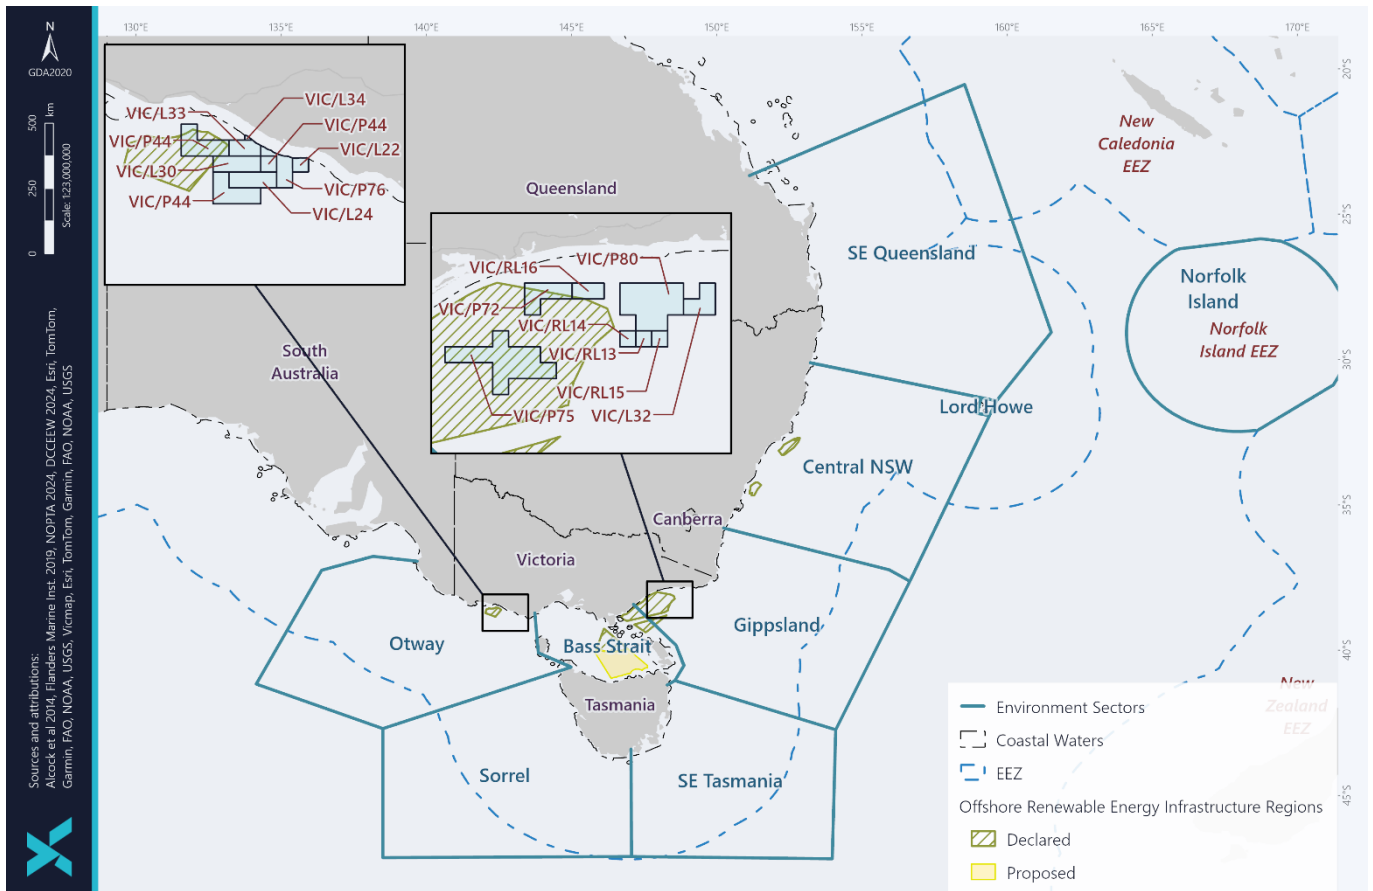 130°E 135°E 140°E 145°E 150°E 155°E 160°E 165°E 170°E
N
GDA2020
0 250 500 km
Scale: 1:23,000,000
Sources and attributions:
Alcock et al 2014, Flanders Marine Inst. 2019, NOPTA 2024, DCCEEW 2024, Esri, TomTom,
Garmin, FAO, NOAA, USGS, Vicmap, Esri, TomTom, Garmin, FAO, NOAA, USGS
VIC/L34
VIC/L33
VIC/P44
VIC/P44
VIC/L22
VIC/L30
VIC/P76
VIC/P44
VIC/L24
VIC/P80
VIC/RL16
VIC/P72
VIC/RL14
VIC/RL13
VIC/RL15
VIC/P75
VIC/L32
20°S
25°S
30°S
35°S
40°S
45°S
New
Caledonia
EEZ
Queensland
SE Queensland
Norfolk
Island
Norfolk
Island EEZ
South
Australia
Lord Howe
Central NSW
Canberra
Victoria
Gippsland
Otway
Bass Strait
Tasmania
Sorrel
SE Tasmania
New
Zealand
EEZ
Environment Sectors
Coastal Waters
EEZ
Offshore Renewable Energy Infrastructure Regions
Declared
Proposed